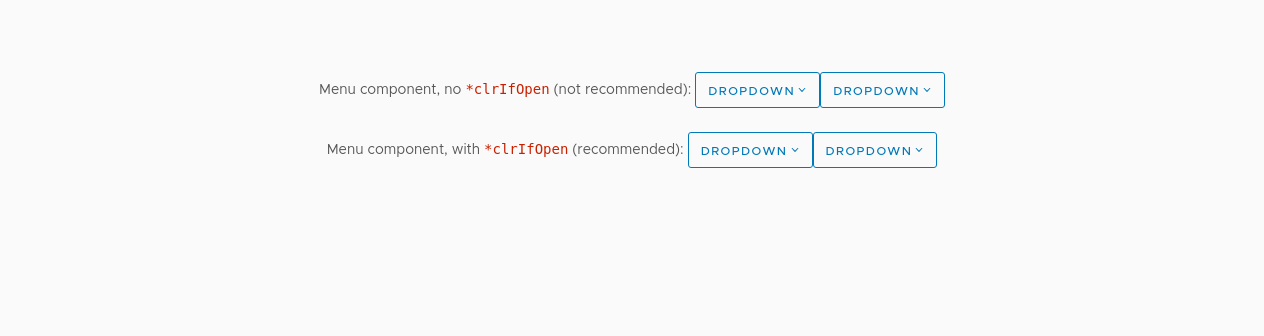 Menu component, no *clrIfOpen (not recommended): DROPDOWN DROPDOWN
Menu component, with *clrIfOpen (recommended): DROPDOWN DROPDOWN